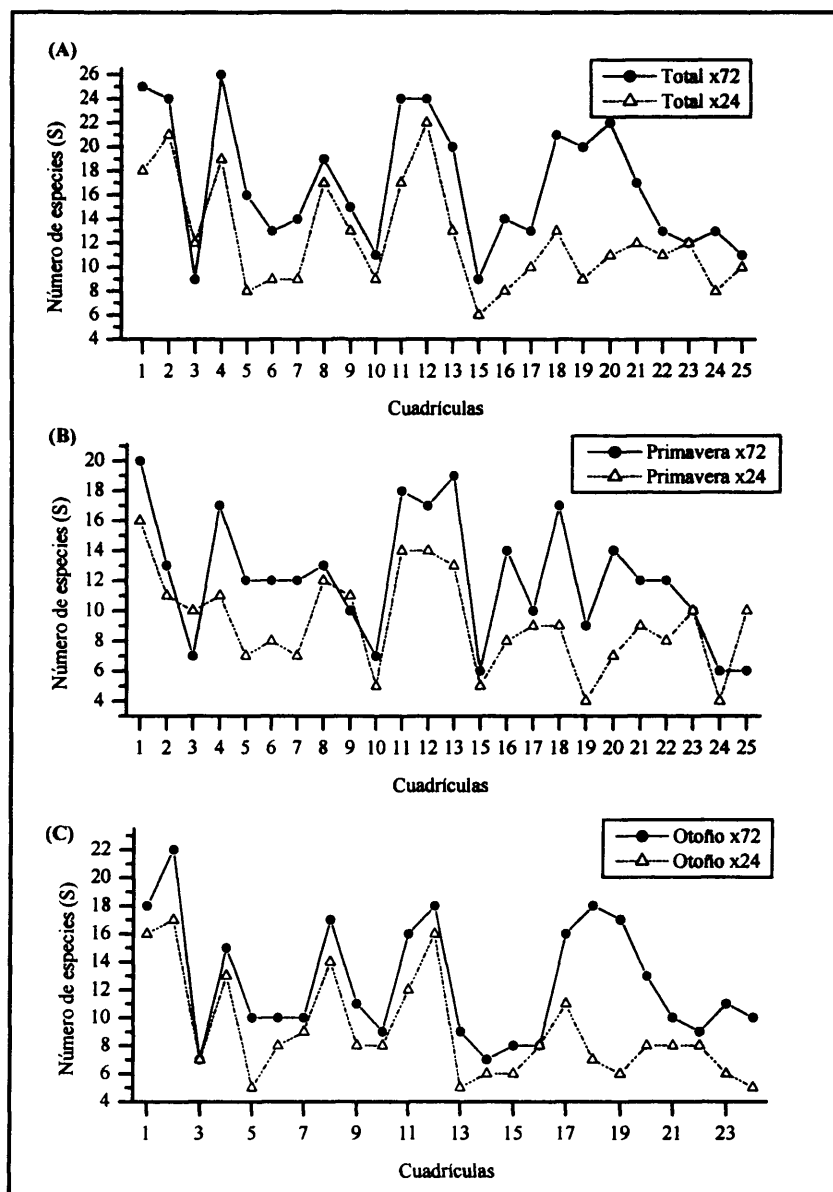 (A)
Total x72
Total x24
Número de especies (S)
26
24
22
20
18
16
14
12
10
8
6
4
1 2 3 4 5 6 7 8 9 10 11 12 13 15 16 17 18 19 20 21 22 23 24 25
Cuadrículas
(B)
Primavera x72
Primavera x24
Número de especies (S)
20
18
16
14
12
10
8
6
4
1 2 3 4 5 6 7 8 9 10 11 12 13 15 16 17 18 19 20 21 22 23 24 25
Cuadrículas
(C)
Otoño x72
Otoño x24
Número de especies (S)
22
20
18
16
14
12
10
8
6
4
1 3 5 7 9 11 13 15 17 19 21 23
Cuadrículas